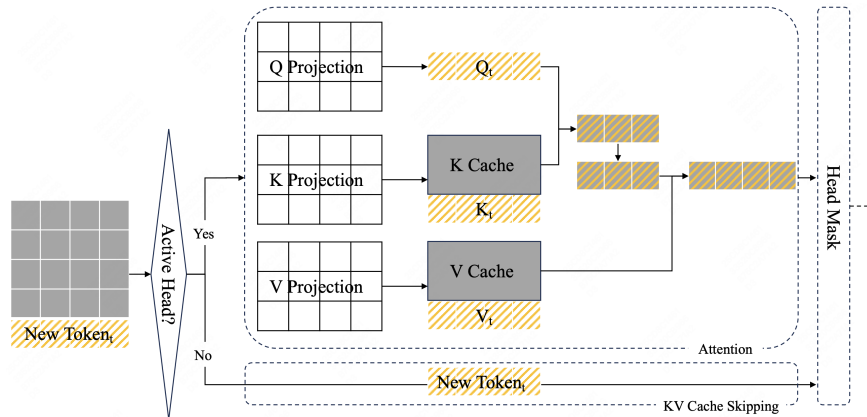 New Tokenₜ
Active Head?
Yes
No
Q Projection
Qₜ
K Projection
K Cache
Kₜ
V Projection
V Cache
Vₜ
Attention
New Tokenₜ
KV Cache Skipping
Head Mask